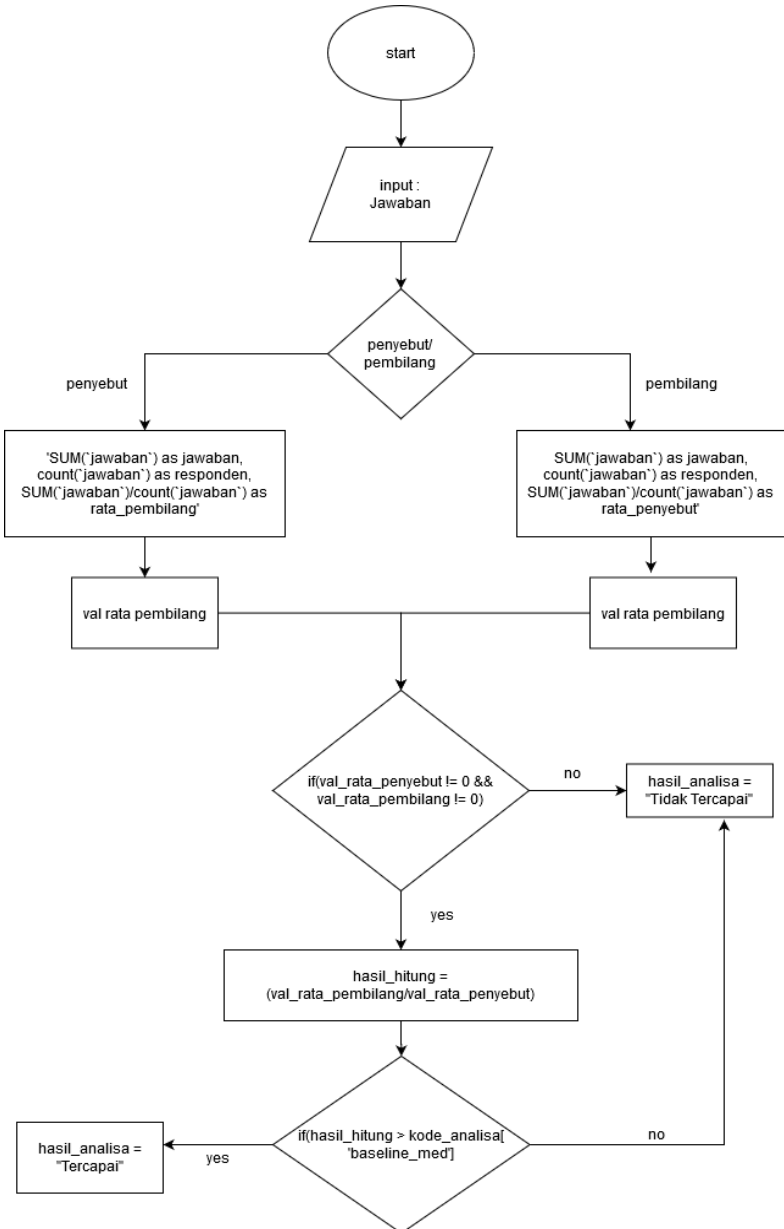 start
input :
Jawaban
penyebut/
pembilang
penyebut
pembilang
'SUM(`jawaban`) as jawaban,
count(`jawaban`) as responden,
SUM(`jawaban`)/count(`jawaban`) as
rata_pembilang'
SUM(`jawaban`) as jawaban,
count(`jawaban`) as responden,
SUM(`jawaban`)/count(`jawaban`) as
rata_penyebut'
val rata pembilang
val rata pembilang
if(val_rata_penyebut != 0 &&
val_rata_pembilang != 0)
no
hasil_analisa =
"Tidak Tercapai"
yes
hasil_hitung =
(val_rata_pembilang/val_rata_penyebut)
if(hasil_hitung > kode_analisa[
'baseline_med']
no
yes
hasil_analisa =
"Tercapai"